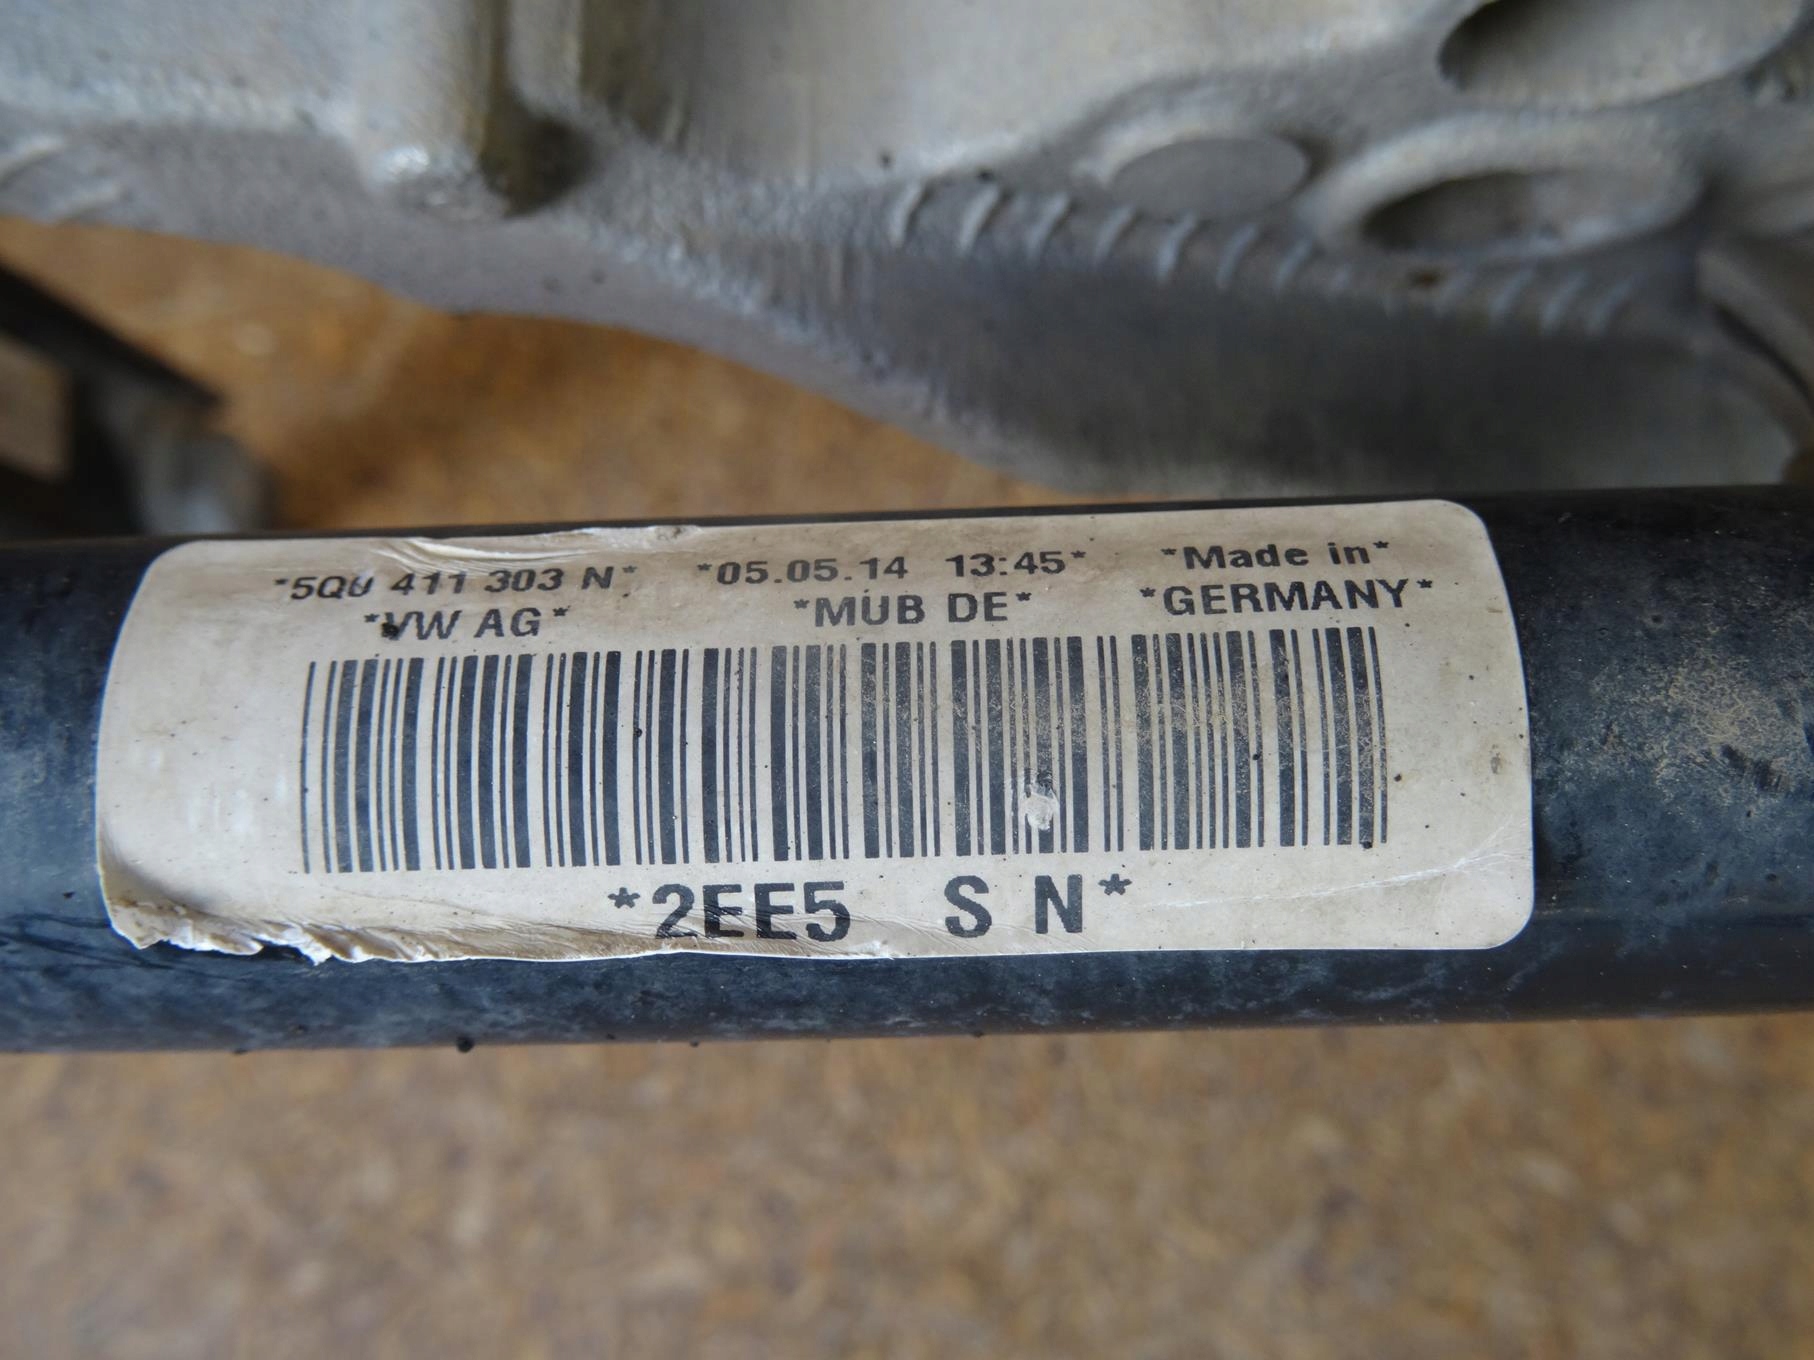 *5Q0 411 303 N* *05.05.14 13:45* *Made in*
*VW AG* *MUB DE* *GERMANY*
*2EE5 S N*